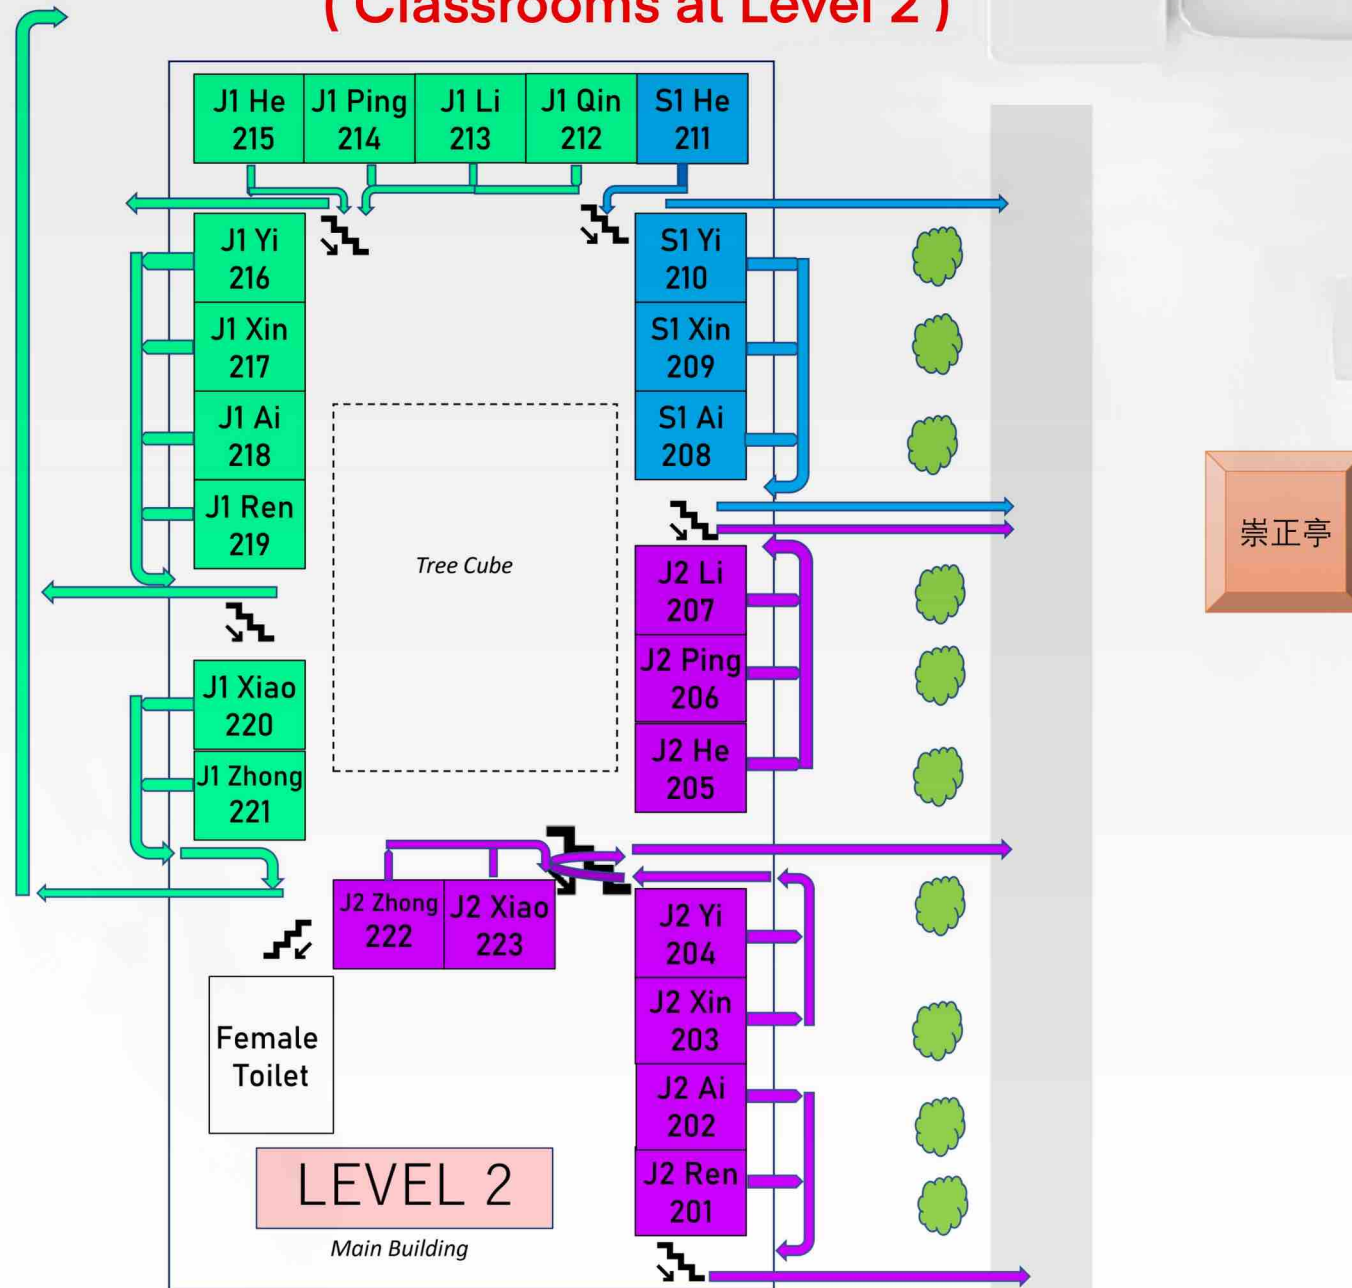 ( Classrooms at Level 2 )
J1 He
215
J1 Ping
214
J1 Li
213
J1 Qin
212
S1 He
211
J1 Yi
216
J1 Xin
217
J1 Ai
218
J1 Ren
219
S1 Yi
210
S1 Xin
209
S1 Ai
208
Tree Cube
崇正亭
J2 Li
207
J2 Ping
206
J2 He
205
J1 Xiao
220
J1 Zhong
221
J2 Zhong
222
J2 Xiao
223
J2 Yi
204
J2 Xin
203
J2 Ai
202
J2 Ren
201
Female
Toilet
LEVEL 2
Main Building